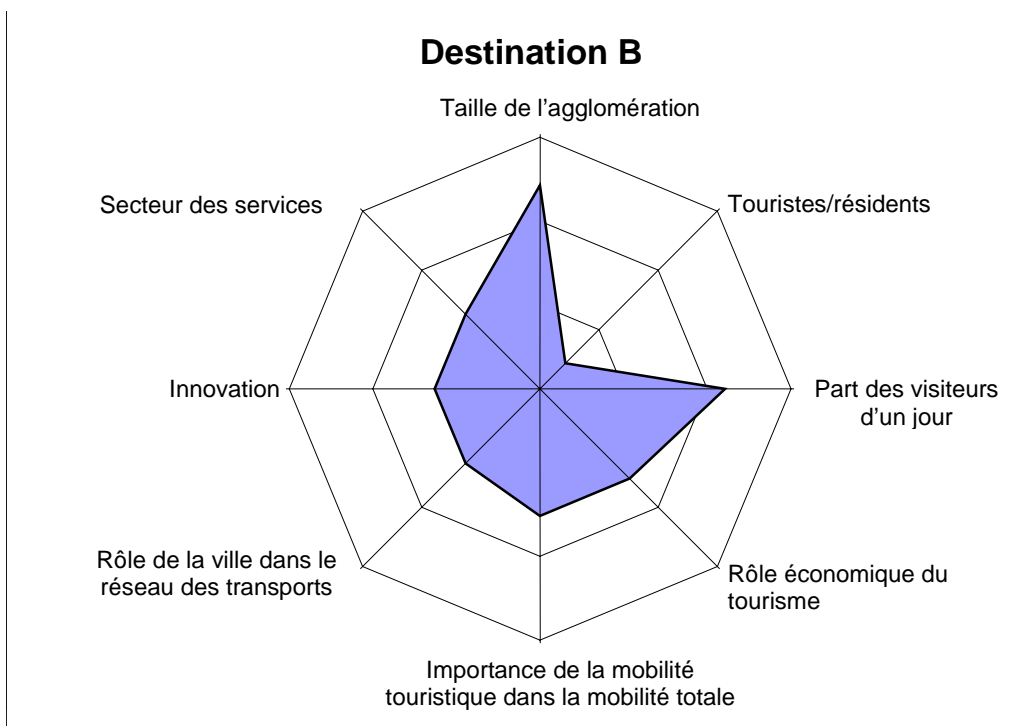 Destination B
Taille de l’agglomération
Secteur des services
Touristes/résidents
Innovation
Part des visiteurs
d’un jour
Rôle de la ville dans le
réseau des transports
Rôle économique du
tourisme
Importance de la mobilité
touristique dans la mobilité totale